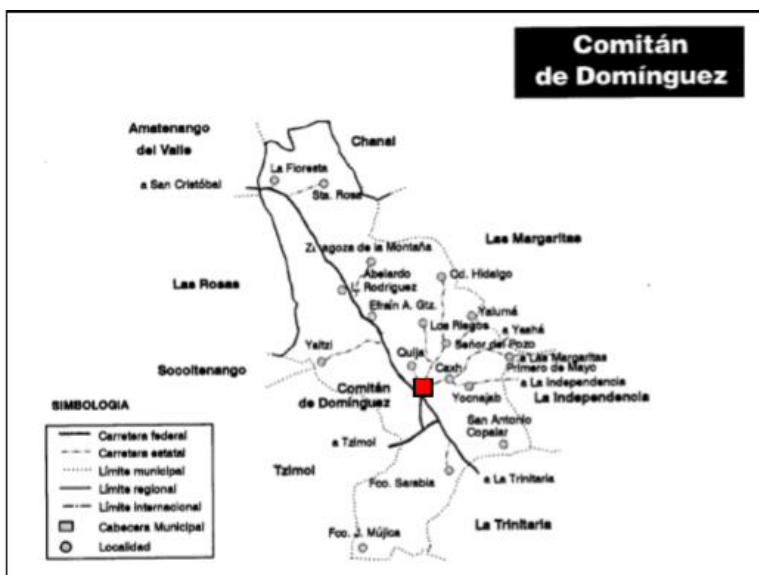 Comitán
de Domínguez
Amatenango
del Valle
Chanal
La Floresta
a San Cristóbal
Sta. Rosa
Las Margaritas
Zaragoza de la Montaña
Abelardo
L. Rodríguez
Cd. Hidalgo
Las Rosas
Efraín A. Gtz.
Yalumá
Los Riegos
a Yashá
Yaltzi
Señor del Pozo
Quija
a Las Margaritas
Socoltenango
Caxh
Primero de Mayo
a La Independencia
Comitán
de Domínguez
Yocnajab
La Independencia
SIMBOLOGIA
San Antonio
Copalar
Carretera federal
a Tzimol
Carretera estatal
Límite municipal
Tzimol
a La Trinitaria
Límite regional
Fco. Sarabia
Límite internacional
Cabecera Municipal
La Trinitaria
Localidad
Fco. J. Mújica